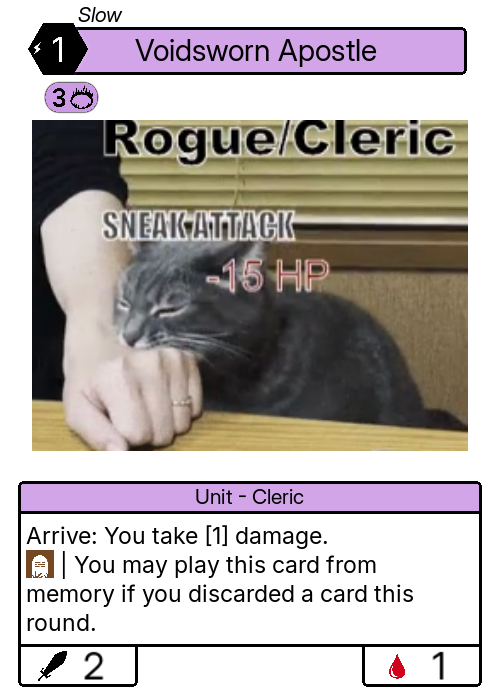 Slow
1
Voidsworn Apostle
3
Rogue/Cleric
SNEAK ATTACK
-15 HP
Unit - Cleric
Arrive: You take [1] damage.
| You may play this card from
memory if you discarded a card this
round.
2
1